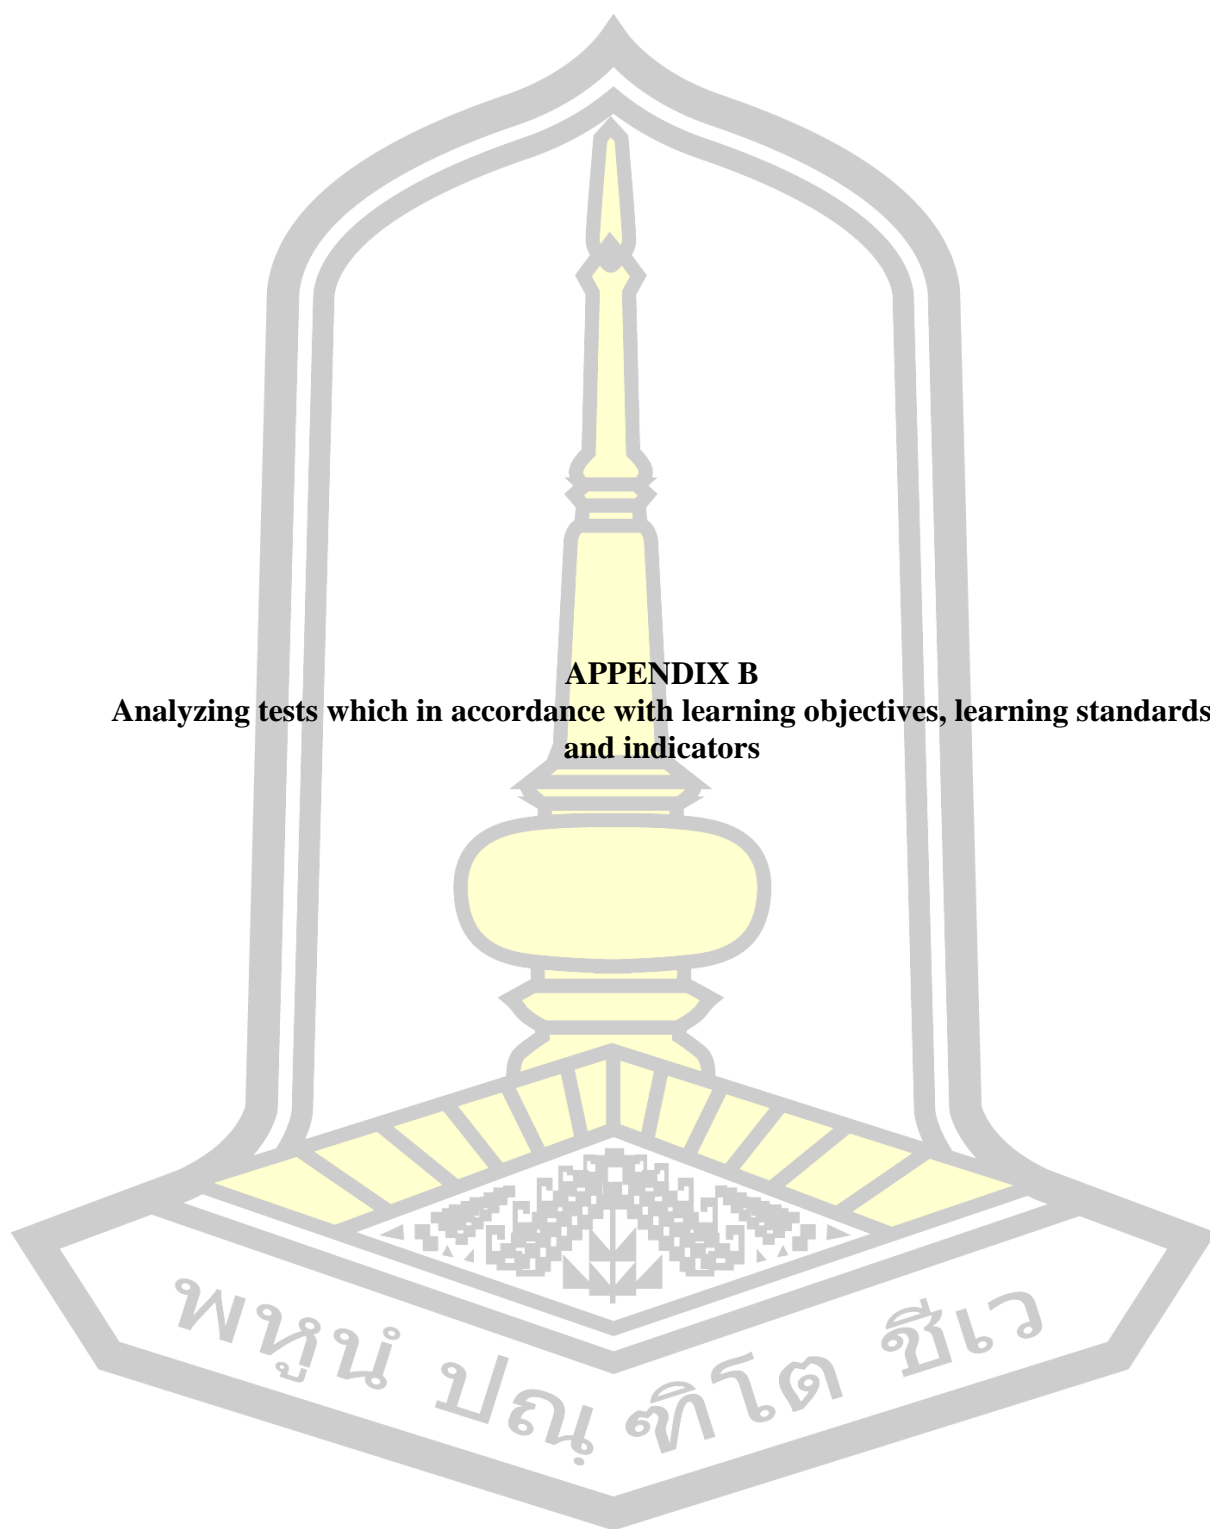 APPENDIX B
Analyzing tests which in accordance with learning objectives, learning standards
and indicators
พหูนํ ปณฺฑิโต ชีเว